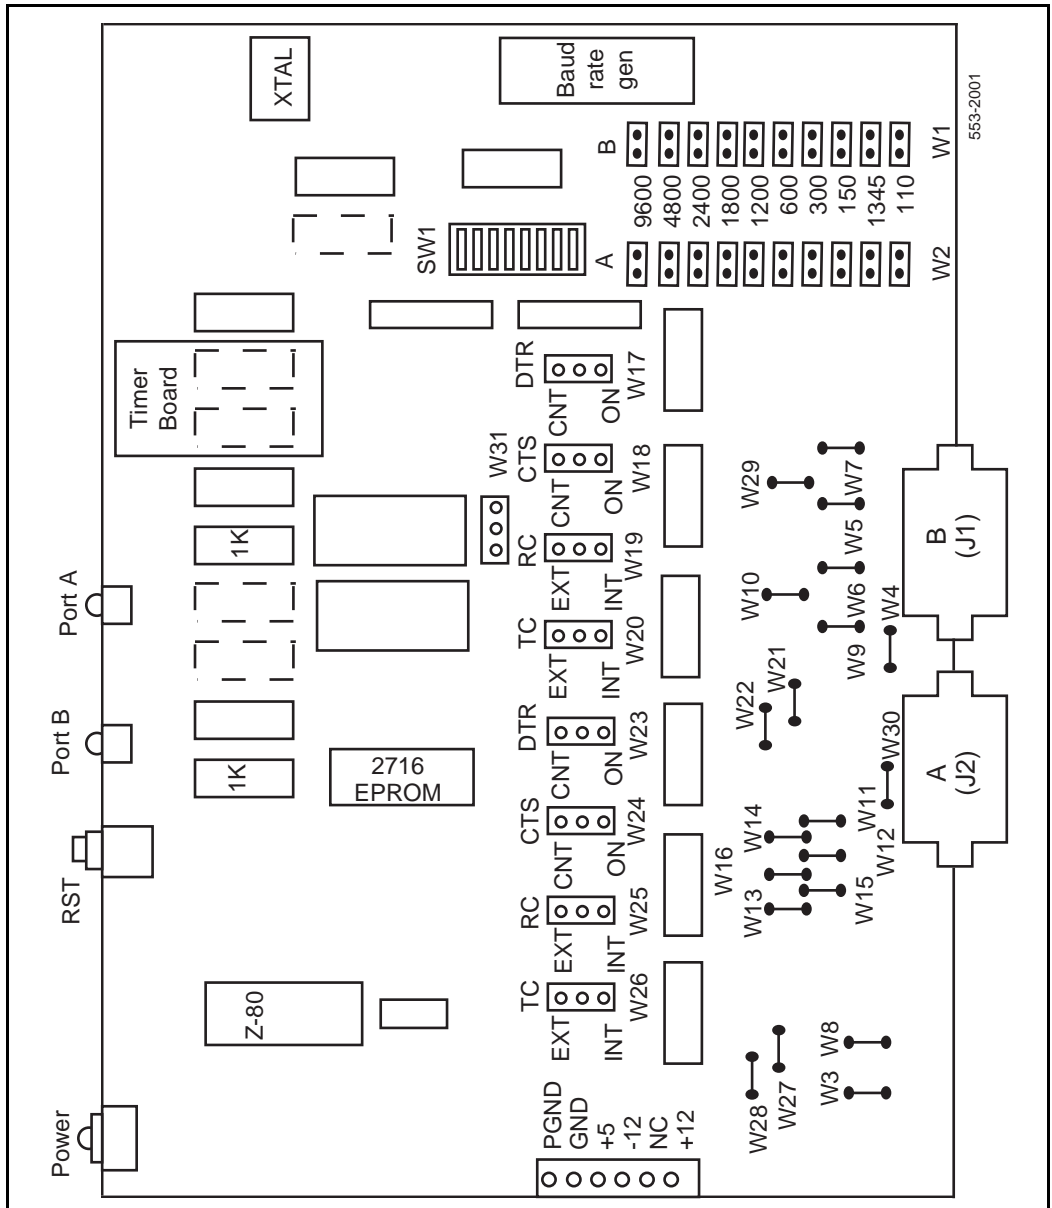 XTAL
Baud
rate
gen
553-2001
B
W1
9600
4800
2400
1800
1200
600
300
150
1345
110
SW1
A
W2
Timer
Board
DTR
CNT
ON
W17
W31
CTS
CNT
ON
W18
W29
W7
1K
RC
EXT
INT
W19
W5
B
(J1)
Port A
TC
EXT
INT
W20
W10
W6
W4
W9
W21
W22
Port B
DTR
CNT
ON
W23
W30
1K
2716
EPROM
A
(J2)
CTS
CNT
ON
W24
W14
W11
W12
RST
W16
W13
W15
RC
EXT
INT
W25
TC
EXT
INT
W26
Z-80
W8
W27
W3
W28
Power
PGND
GND
+5
-12
NC
+12